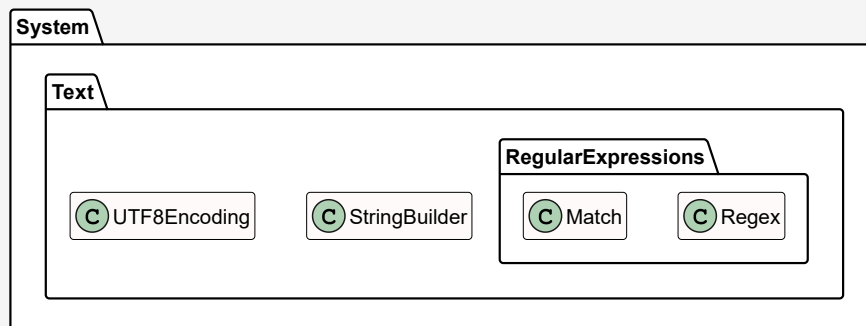 System
Text
RegularExpressions
C UTF8Encoding
C StringBuilder
C Match
C Regex